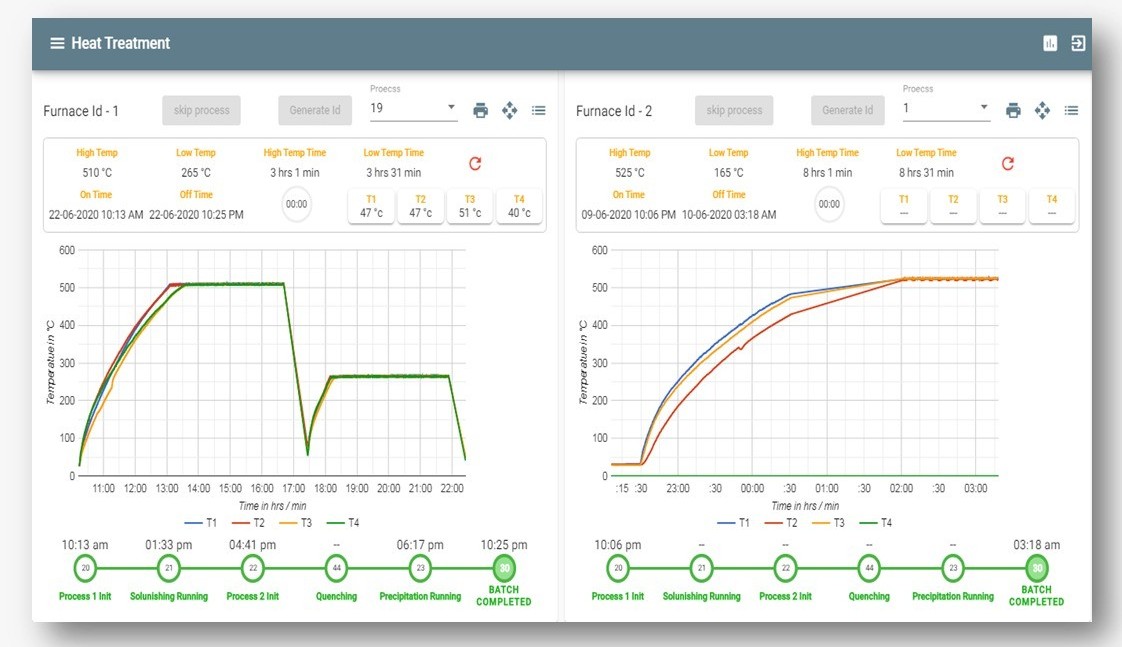 Heat Treatment
Furnace Id - 1
skip process
Generate Id
Proecss
19
High Temp
Low Temp
High Temp Time
Low Temp Time
510 °C
265 °C
3 hrs 1 min
3 hrs 31 min
On Time
Off Time
00:00
T1
T2
T3
T4
22-06-2020 10:13 AM
22-06-2020 10:25 PM
47 °c
47 °c
51 °c
40 °c
Temperatue in °C
600
500
400
300
200
100
0
11:00 12:00 13:00 14:00 15:00 16:00 17:00 18:00 19:00 20:00 21:00 22:00
Time in hrs / min
T1 T2 T3 T4
10:13 am
01:33 pm
04:41 pm
--
06:17 pm
10:25 pm
20
21
22
44
23
30
Process 1 Init
Solunishing Running
Process 2 Init
Quenching
Precipitation Running
BATCH
COMPLETED
Furnace Id - 2
skip process
Generate Id
Proecss
1
High Temp
Low Temp
High Temp Time
Low Temp Time
525 °C
165 °C
8 hrs 1 min
8 hrs 31 min
On Time
Off Time
00:00
T1
T2
T3
T4
09-06-2020 10:06 PM
10-06-2020 03:18 AM
---
---
---
---
Temperatue in °C
600
500
400
300
200
100
0
:15 :30 23:00 :30 00:00 :30 01:00 :30 02:00 :30 03:00
Time in hrs / min
T1 T2 T3 T4
10:06 pm
--
--
--
--
03:18 am
20
21
22
44
23
30
Process 1 Init
Solunishing Running
Process 2 Init
Quenching
Precipitation Running
BATCH
COMPLETED